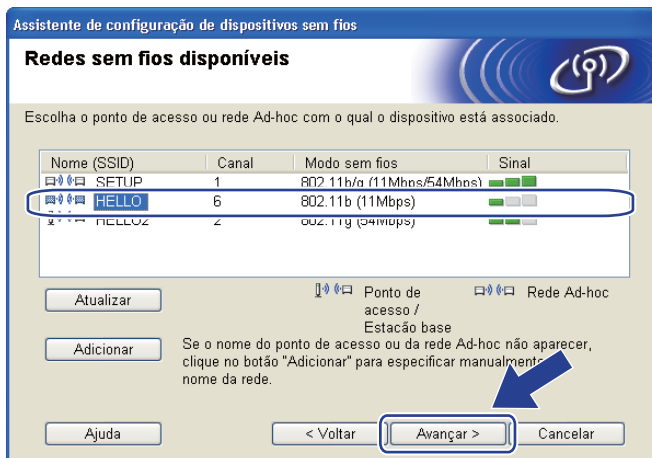 Assistente de configuração de dispositivos sem fios
Redes sem fios disponíveis
Escolha o ponto de acesso ou rede Ad-hoc com o qual o dispositivo está associado.
Nome (SSID) Canal Modo sem fios Sinal
SETUP 1 802.11b/g (11Mbps/54Mbps)
HELLO 6 802.11b (11Mbps)
HELLO2 2 802.11g (54Mbps)
Atualizar
Ponto de
acesso /
Estacão base
Rede Ad-hoc
Adicionar
Se o nome do ponto de acesso ou da rede Ad-hoc não aparecer,
clique no botão "Adicionar" para especificar manualmente
nome da rede.
Ajuda
< Voltar
Avançar >
Cancelar